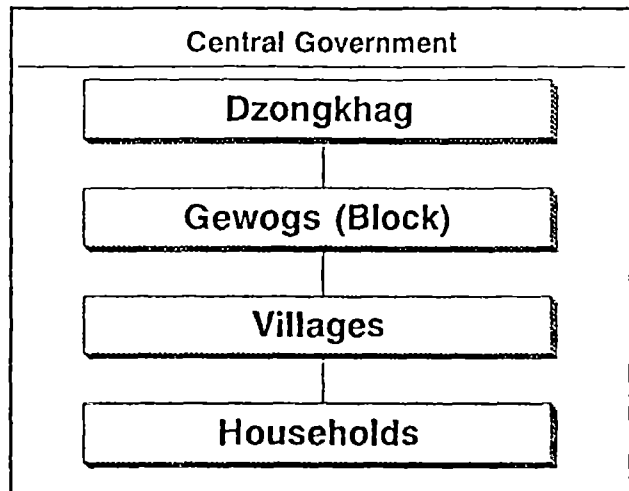 Central Government
Dzongkhag
Gewogs (Block)
Villages
Households